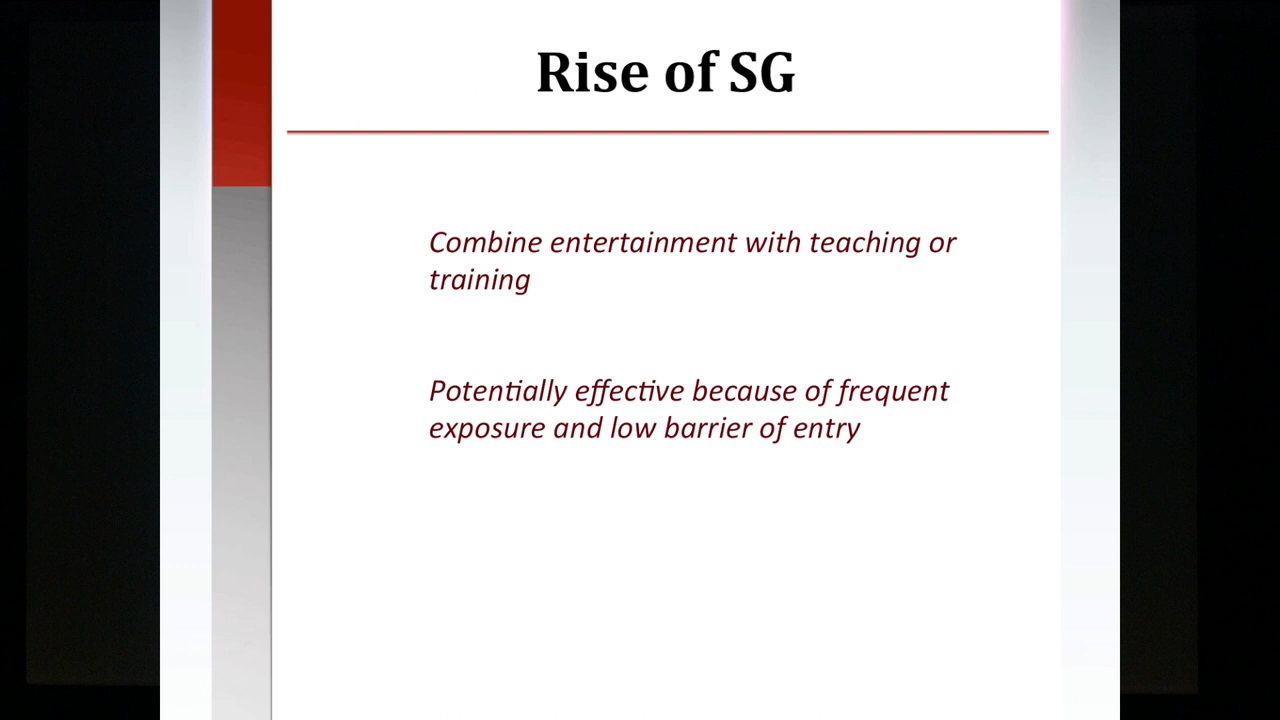 Rise of SG
Combine entertainment with teaching or
training
Potentially effective because of frequent
exposure and low barrier of entry